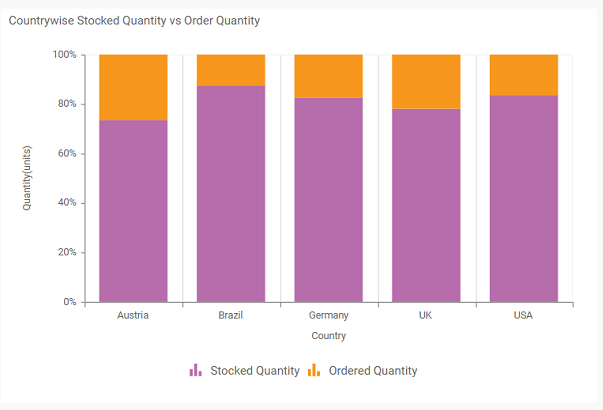 Countrywise Stocked Quantity vs Order Quantity
100%
80%
60%
40%
20%
0%
Quantity(units)
Austria Brazil Germany UK USA
Country
Stocked Quantity Ordered Quantity